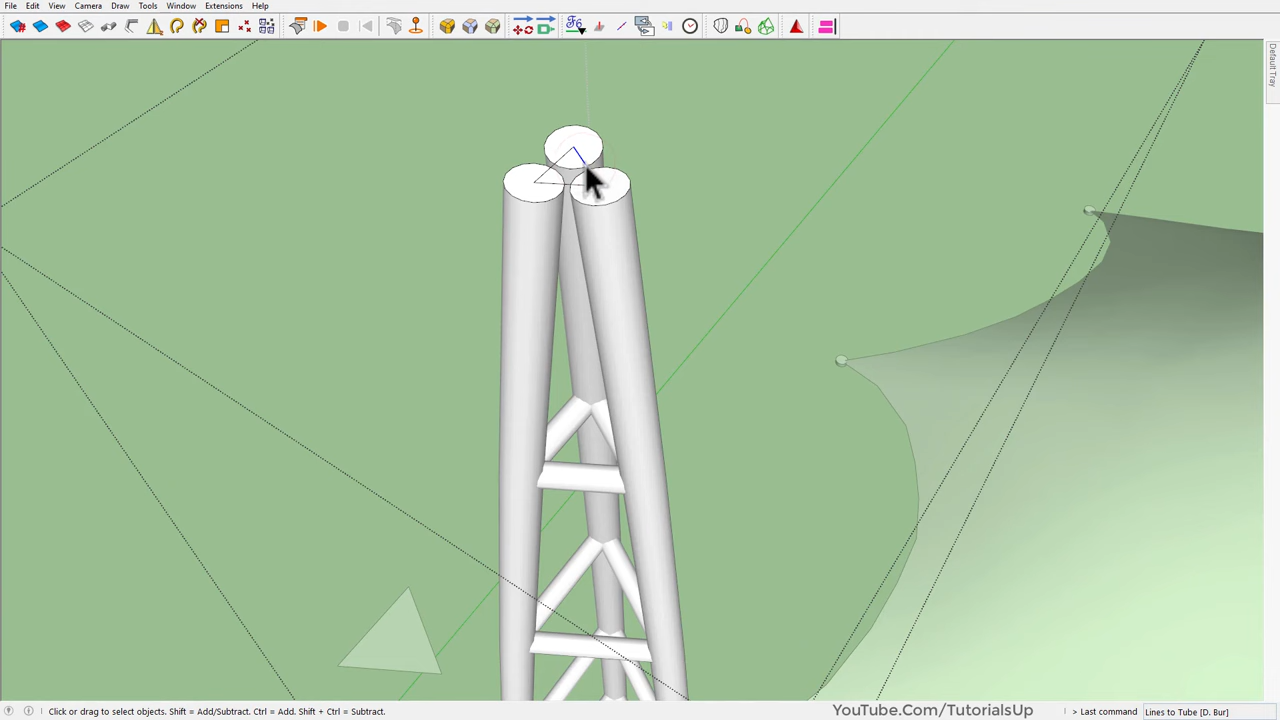 File Edit View Camera Draw Tools Window Extensions Help
Default Tray
Click or drag to select objects. Shift = Add/Subtract. Ctrl = Add. Shift + Ctrl = Subtract.
YouTube.Com/TutorialsUp
> Last command Lines to Tube [D. Bur]